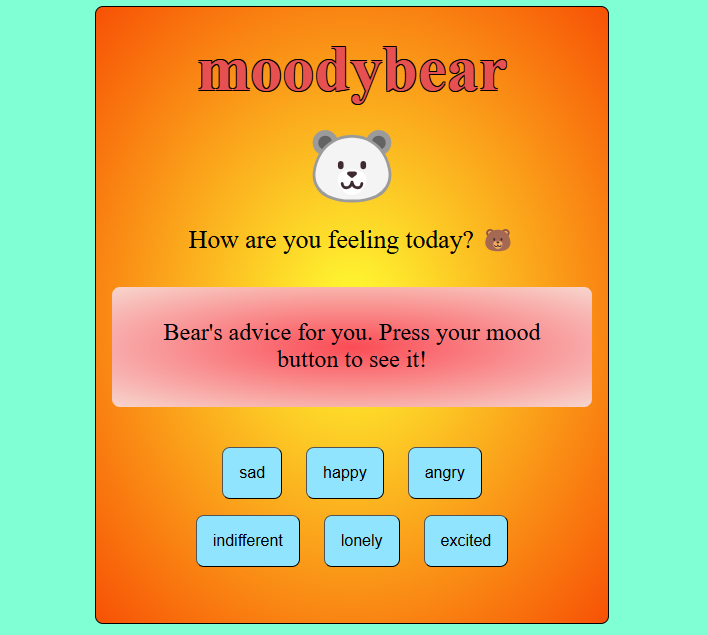 moodybear
How are you feeling today? 🐻
Bear's advice for you. Press your mood
button to see it!
sad happy angry
indifferent lonely excited